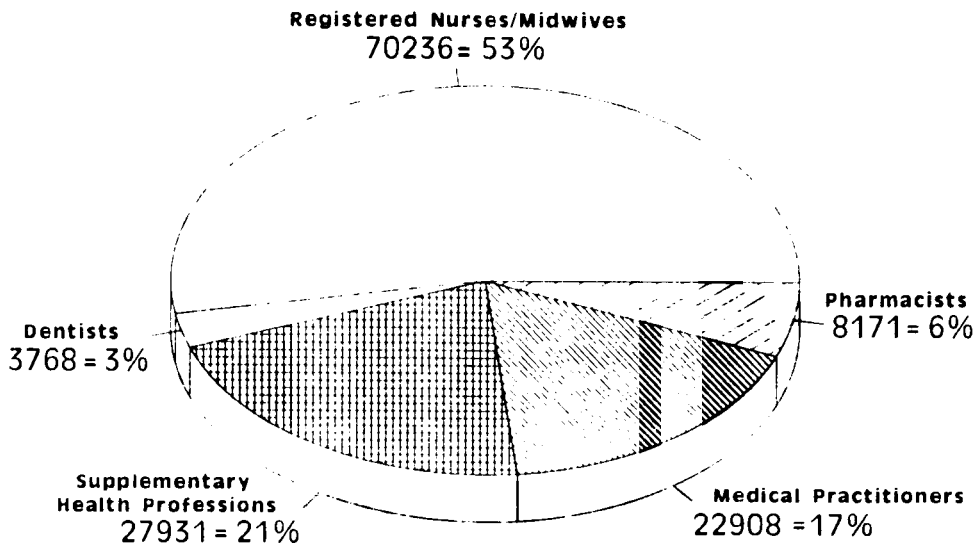 Registered Nurses/Midwives
70236 = 53%
Pharmacists
8171 = 6%
Dentists
3768 = 3%
Supplementary
Health Professions
27931 = 21%
Medical Practitioners
22908 = 17%